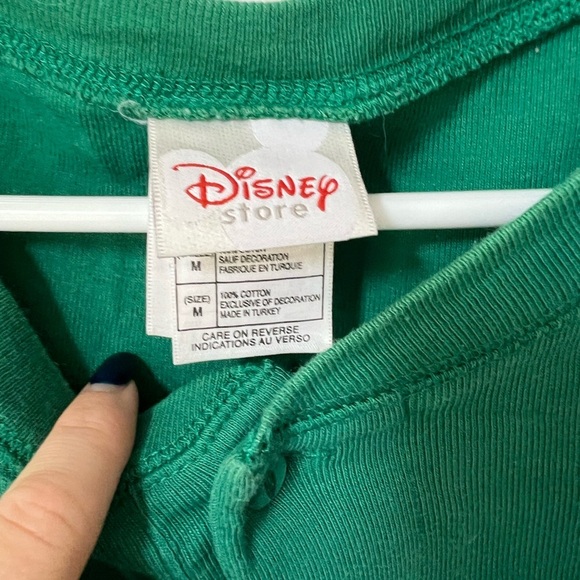 Disney
store
M
SAUF DECORATION
FABRIQUE EN TURQUIE
(SIZE)
M
100% COTTON
EXCLUSIVE OF DECORATION
MADE IN TURKEY
CARE ON REVERSE
INDICATIONS AU VERSO